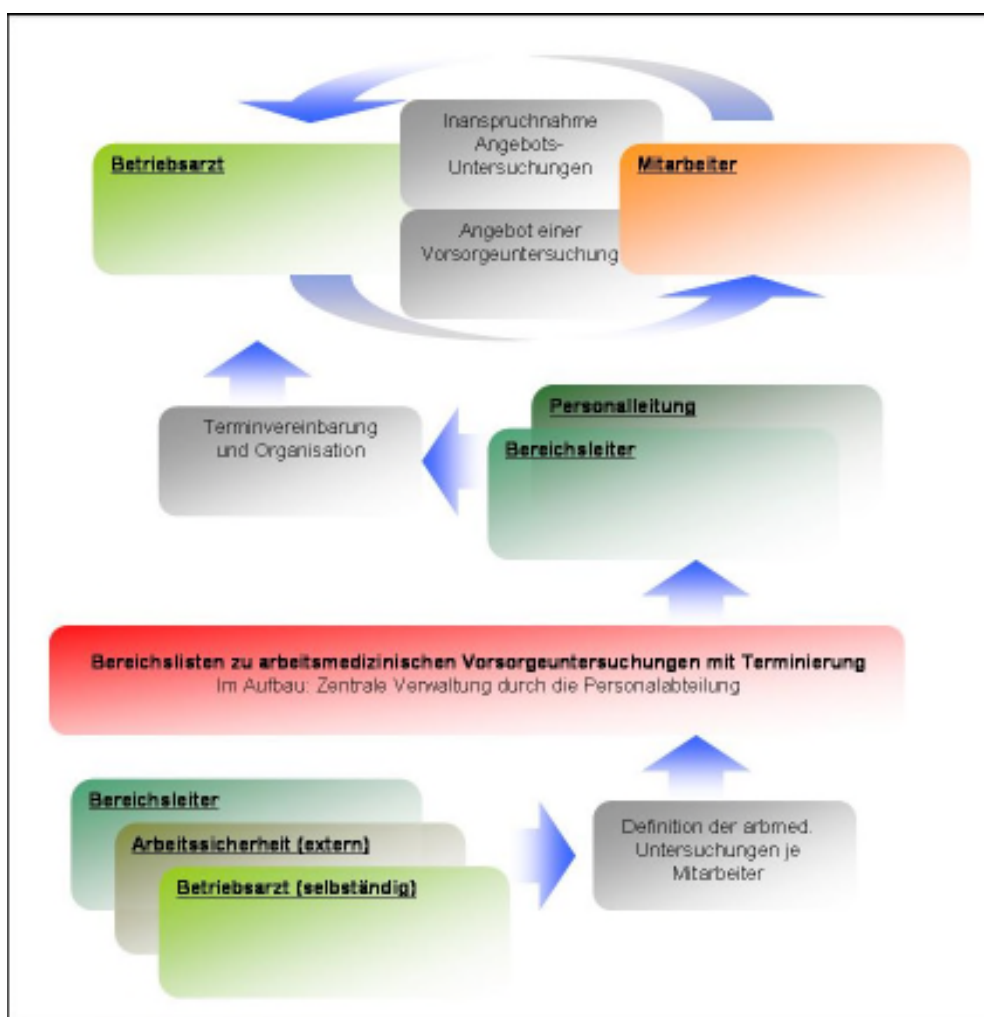 Inanspruchnahme
Angebots-
Untersuchungen
Betriebsarzt
Mitarbeiter
Angebot einer
Vorsorgeuntersuchung
Personalleitung
Bereichsleiter
Terminvereinbarung
und Organisation
Bereichslisten zu arbeitsmedizinischen Vorsorgeuntersuchungen mit Terminierung
Im Aufbau: Zentrale Verwaltung durch die Personalabteilung
Bereichsleiter
Arbeitssicherheit (extern)
Betriebsarzt (selbständig)
Definition der arbmed.
Untersuchungen je
Mitarbeiter